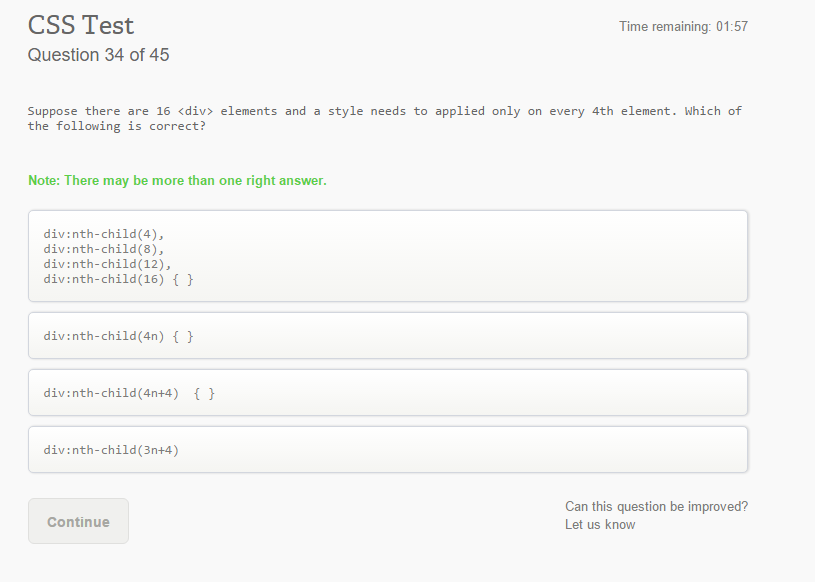 CSS Test
Time remaining: 01:57
Question 34 of 45
Suppose there are 16 <div> elements and a style needs to applied only on every 4th element. Which of
the following is correct?
Note: There may be more than one right answer.
div:nth-child(4),
div:nth-child(8),
div:nth-child(12),
div:nth-child(16) { }
div:nth-child(4n) { }
div:nth-child(4n+4)  { }
div:nth-child(3n+4)
Continue
Can this question be improved?
Let us know